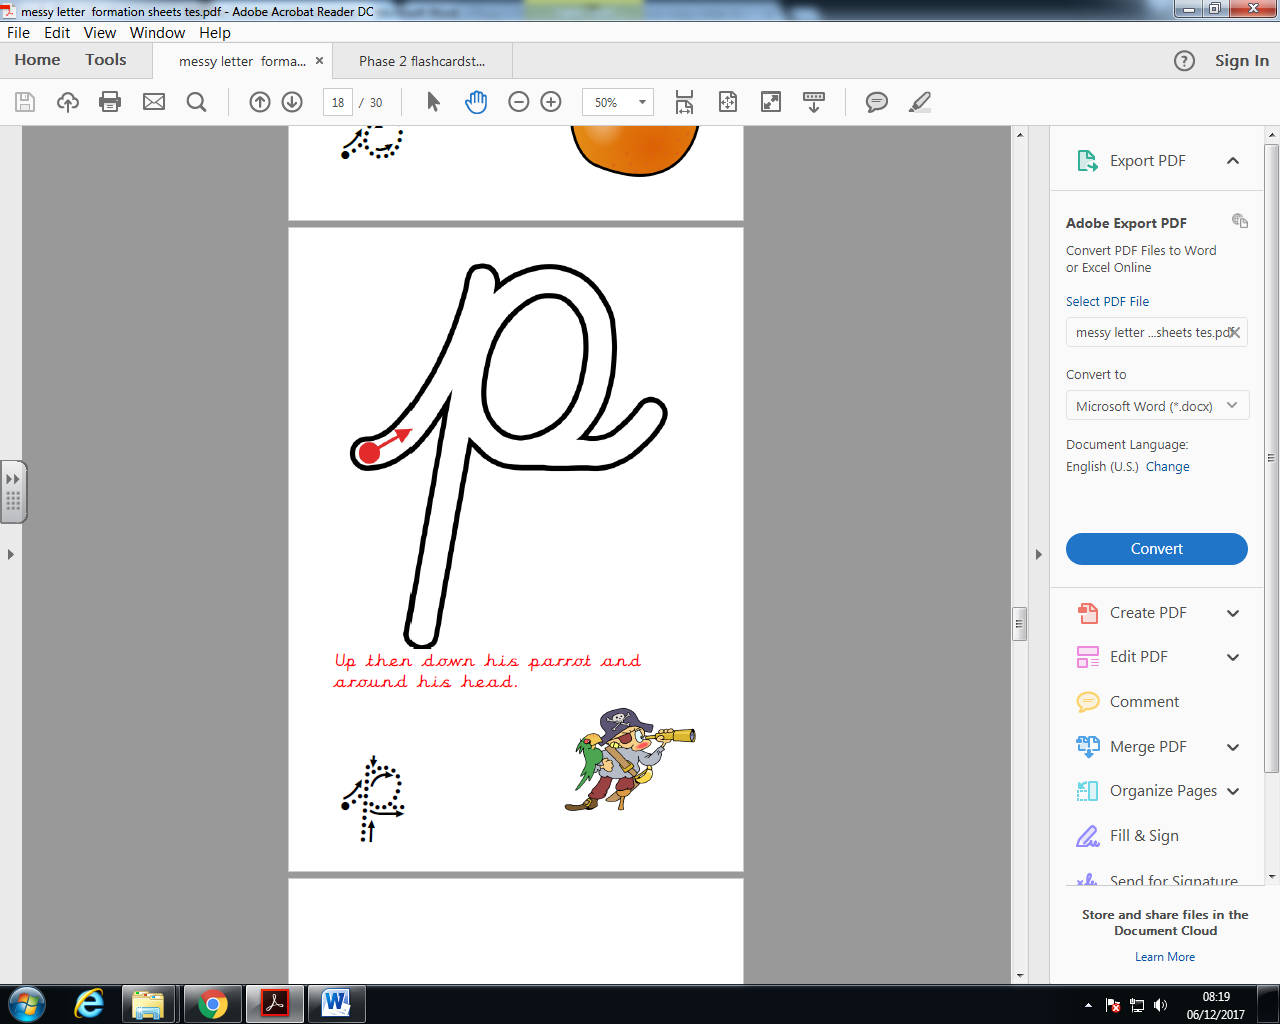 messy letter  formation sheets tes.pdf - Adobe Acrobat Reader DC
File Edit View Window Help
Home Tools messy letter  forma... × Phase 2 flashcardst... Sign In
18 / 30 50%
Export PDF
Adobe Export PDF
Convert PDF Files to Word
or Excel Online
Select PDF File
messy letter ...sheets tes.pdf
Convert to
Microsoft Word (*.docx)
Document Language:
English (U.S.) Change
Convert
Create PDF
Edit PDF
Comment
Merge PDF
Organize Pages
Fill & Sign
Send for Signature
Store and share files in the
Document Cloud
Learn More
p
Up then down his parrot and
around his head.
p
08:19
06/12/2017